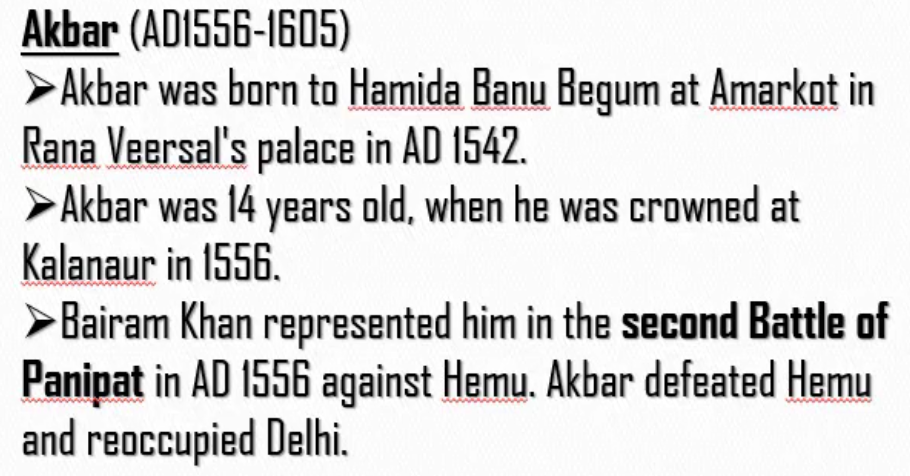 Akbar (AD1556-1605)
➢Akbar was born to Hamida Banu Begum at Amarkot in
Rana Veersal's palace in AD 1542.
➢Akbar was 14 years old, when he was crowned at
Kalanaur in 1556.
➢Bairam Khan represented him in the second Battle of
Panipat in AD 1556 against Hemu. Akbar defeated Hemu
and reoccupied Delhi.